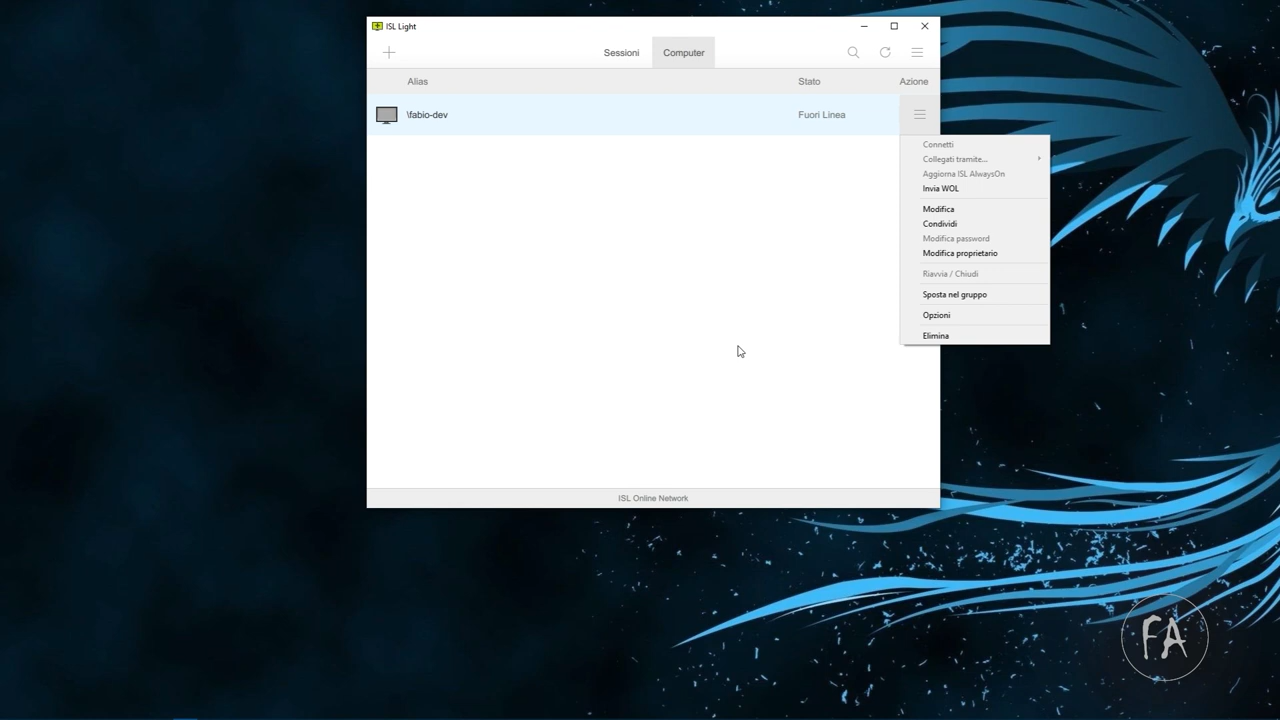 ISL Light
Sessioni
Computer
Alias
Stato
Azione
\fabio-dev
Fuori Linea
Connetti
Collegati tramite...
Aggiorna ISL AlwaysOn
Invia WOL
Modifica
Condividi
Modifica password
Modifica proprietario
Riavvia / Chiudi
Sposta nel gruppo
Opzioni
Elimina
ISL Online Network
FA